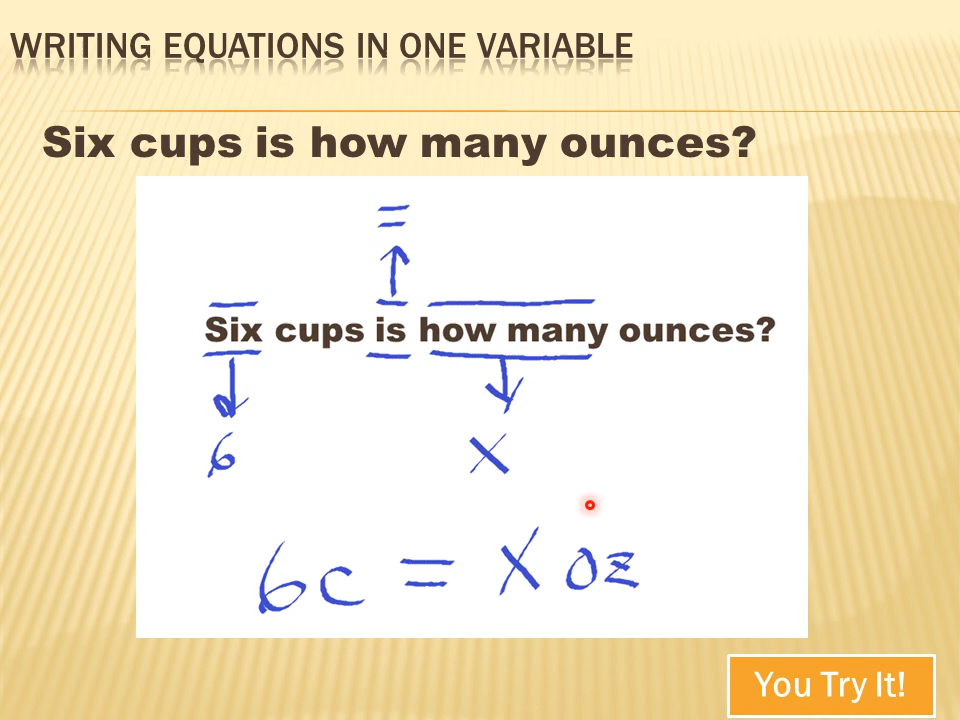 WRITING EQUATIONS IN ONE VARIABLE
Six cups is how many ounces?
=
Six cups is how many ounces?
6 X
6c = X oz
You Try It!